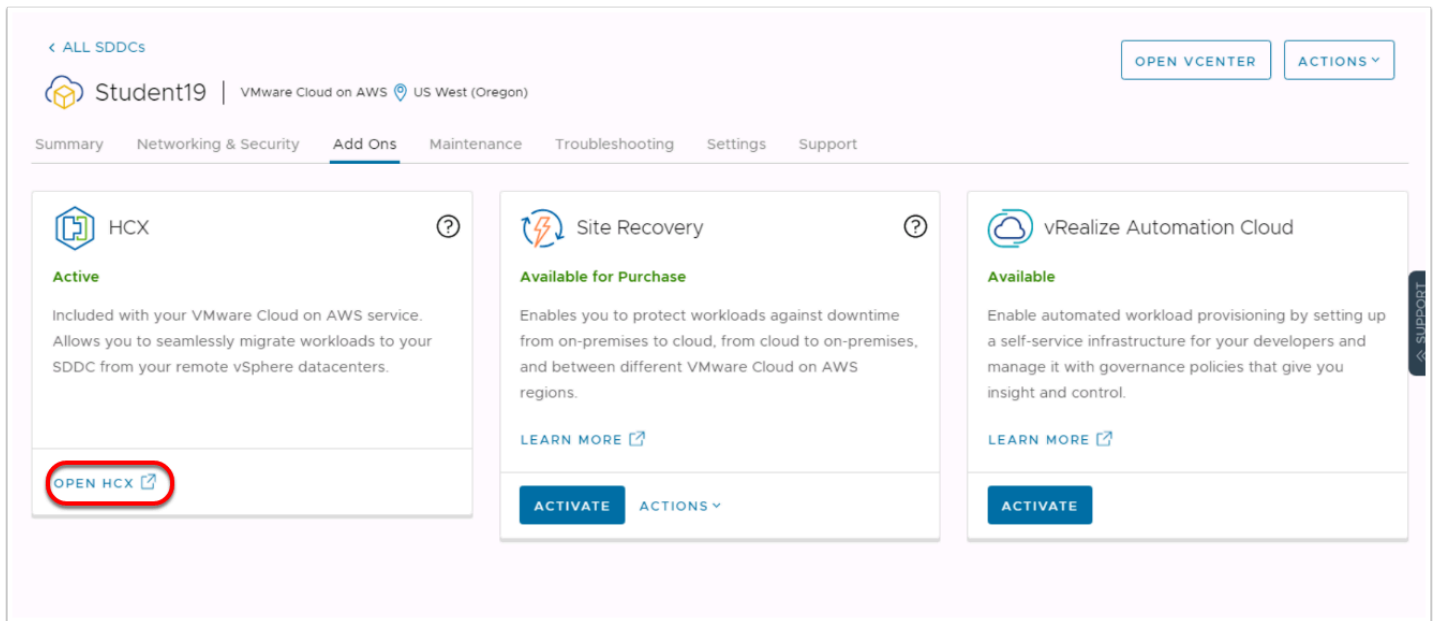 ALL SDDCs
OPEN VCENTER
ACTIONS
Student19
VMware Cloud on AWS
US West (Oregon)
Summary
Networking & Security
Add Ons
Maintenance
Troubleshooting
Settings
Support
HCX
Active
Included with your VMware Cloud on AWS service.
Allows you to seamlessly migrate workloads to your
SDDC from your remote vSphere datacenters.
OPEN HCX
Site Recovery
Available for Purchase
Enables you to protect workloads against downtime
from on-premises to cloud, from cloud to on-premises,
and between different VMware Cloud on AWS
regions.
LEARN MORE
ACTIVATE
ACTIONS
vRealize Automation Cloud
Available
Enable automated workload provisioning by setting up
a self-service infrastructure for your developers and
manage it with governance policies that give you
insight and control.
LEARN MORE
ACTIVATE
SUPPORT